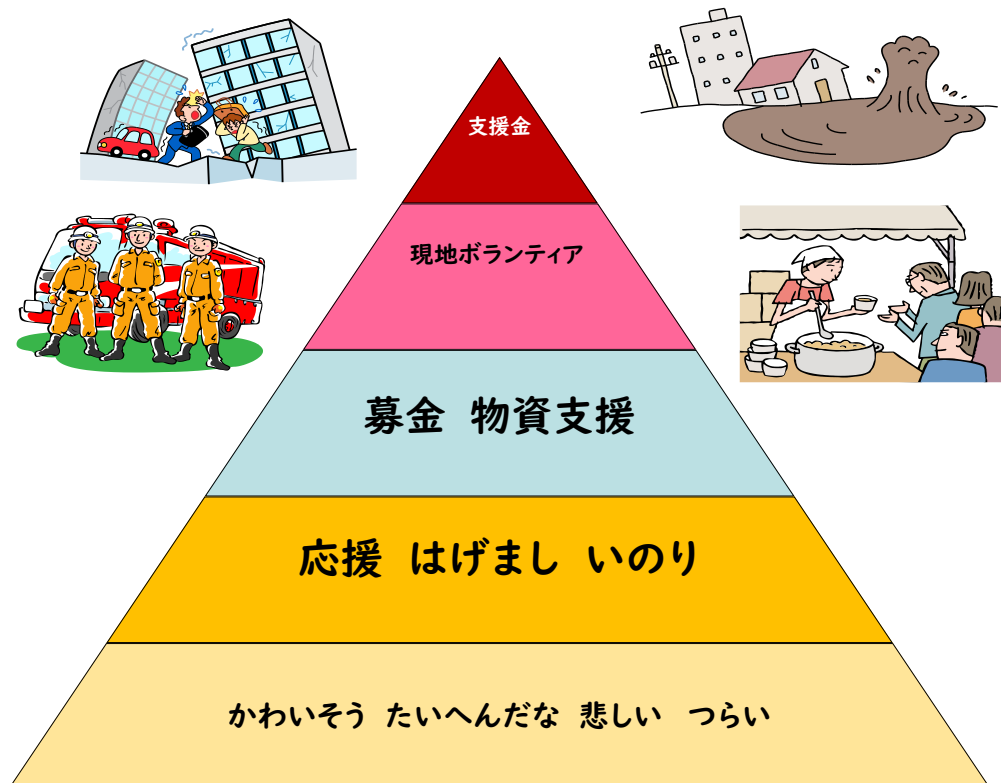 支援金
現地ボランティア
募金 物資支援
応援 はげまし いのり
かわいそう たいへんだな 悲しい つらい